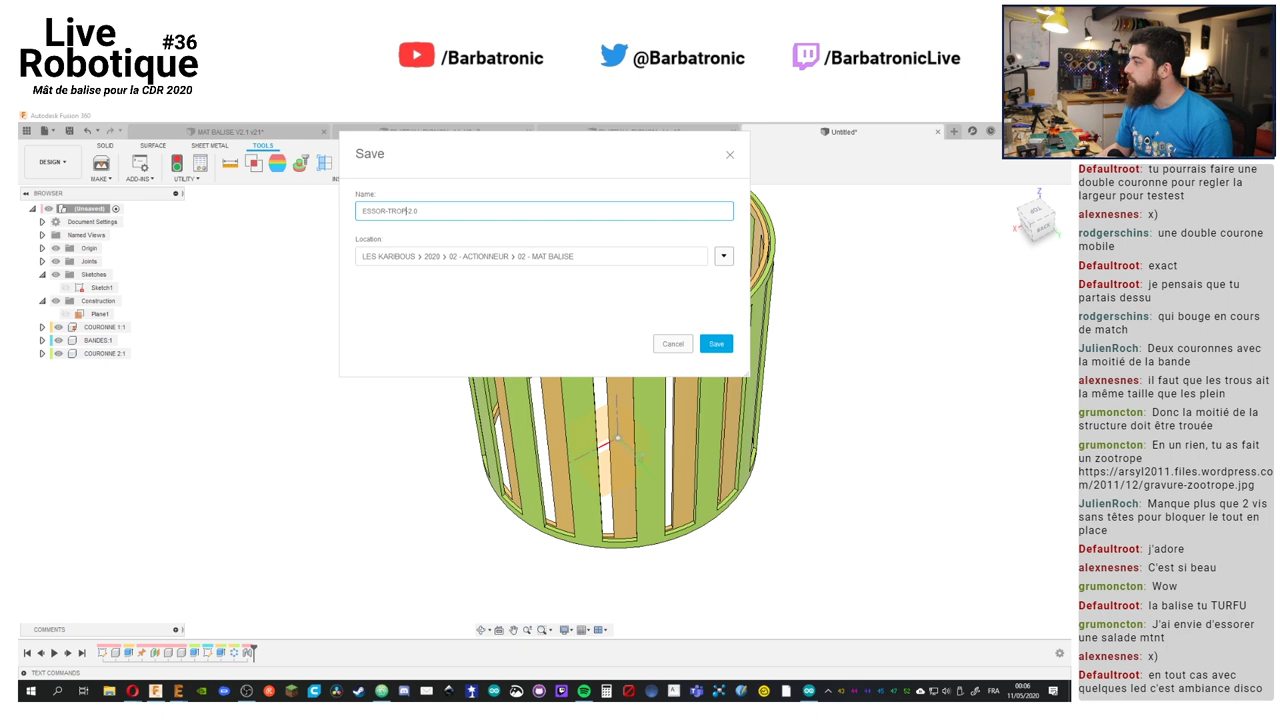 Live
Robotique #36
Mât de balise pour la CDR 2020
/Barbatronic
@Barbatronic
/BarbatronicLive
Autodesk Fusion 360
MAT BALISE V2.1 v21*
Untitled*
SOLID
SURFACE
SHEET METAL
TOOLS
DESIGN
MAKE
ADD-INS
UTILITY
BROWSER
(Unsaved)
Document Settings
Named Views
Origin
Joints
Sketches
Sketch1
Construction
Plane1
COURONNE 1:1
BANDES:1
COURONNE 2:1
Save
Name:
ESSOR-TROP-2.0
Location:
LES KARIBOUS > 2020 > 02 - ACTIONNEUR > 02 - MAT BALISE
Cancel
Save
Z
X
TOP
BACK
Defaultroot: tu pourrais faire une
double couronne pour regler la
largeur pour testest
alexnesnes: x)
rodgerschins: une double courone
mobile
Defaultroot: exact
Defaultroot: je pensais que tu
partais dessu
rodgerschins: qui bouge en cours
de match
JulienRoch: Deux couronnes avec
la moitié de la bande
alexnesnes: il faut que les trous ait
la même taille que les plein
grumoncton: Donc la moitié de la
structure doit être trouée
grumoncton: En un rien, tu as fait
un zootrope
https://arsyl2011.files.wordpress.co
m/2011/12/gravure-zootrope.jpg
JulienRoch: Manque plus que 2 vis
sans têtes pour bloquer le tout en
place
Defaultroot: j'adore
alexnesnes: C'est si beau
grumoncton: Wow
Defaultroot: la balise tu TURFU
grumoncton: J'ai envie d'essorer
une salade mtnt
alexnesnes: x)
Defaultroot: en tout cas avec
quelques led c'est ambiance disco
COMMENTS
TEXT COMMANDS
FRA
00:06
11/05/2020